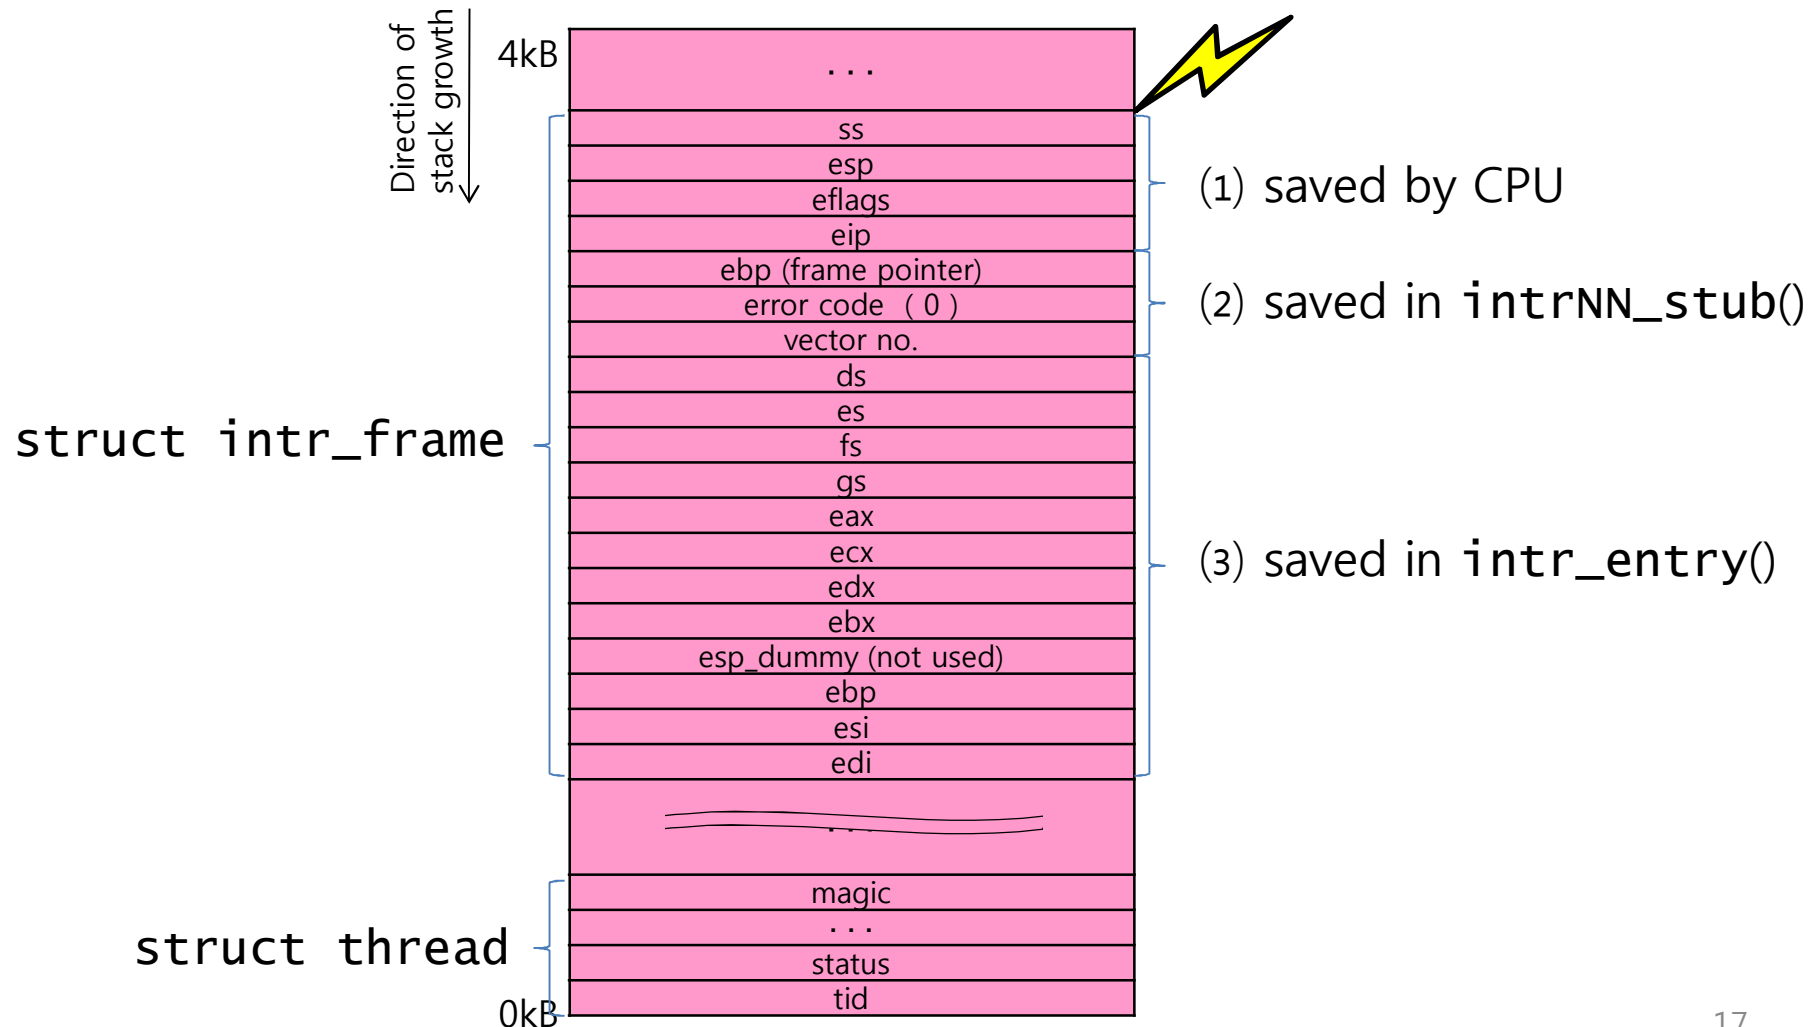 Direction of
stack growth
4kB
...
ss
esp
eflags
eip
ebp (frame pointer)
error code ( 0 )
vector no.
ds
es
fs
gs
eax
ecx
edx
ebx
esp_dummy (not used)
ebp
esi
edi
...
magic
...
status
tid
0kB
struct intr_frame
struct thread
(1) saved by CPU
(2) saved in intrNN_stub()
(3) saved in intr_entry()
17